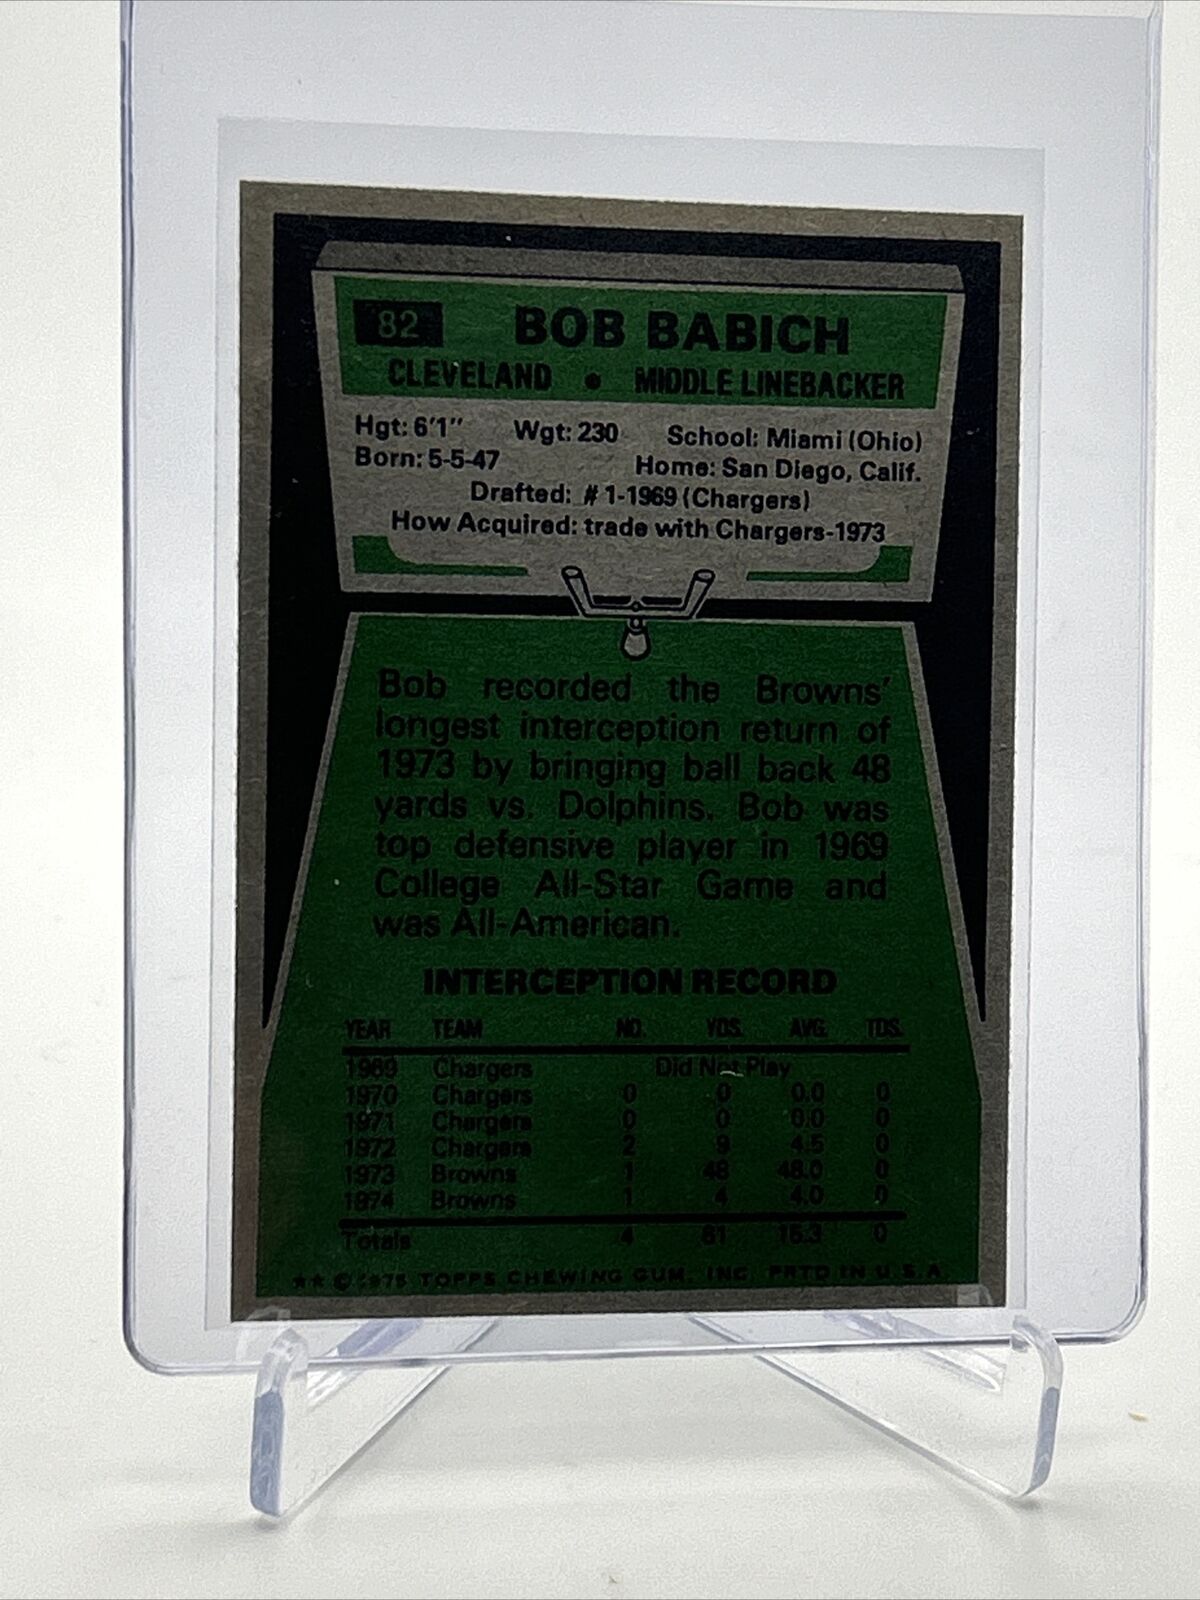 82 BOB BABICH
CLEVELAND • MIDDLE LINEBACKER
Hgt: 6'1" Wgt: 230 School: Miami (Ohio)
Born: 5-5-47 Home: San Diego, Calif.
Drafted: #1-1969 (Chargers)
How Acquired: trade with Chargers-1973
Bob recorded the Browns'
longest interception return of
1973 by bringing ball back 48
yards vs. Dolphins. Bob was
top defensive player in 1969
College All-Star Game and
was All-American.
INTERCEPTION RECORD
YEAR TEAM NO. YDS. AVG. TDS.
1969 Chargers Did Not Play
1970 Chargers 0 0 0.0 0
1971 Chargers 0 0 0.0 0
1972 Chargers 2 9 4.5 0
1973 Browns 1 48 48.0 0
1974 Browns 1 4 4.0 0
Totals 4 61 15.3 0
★★ © 1975 TOPPS CHEWING GUM, INC. PRTD IN U.S.A